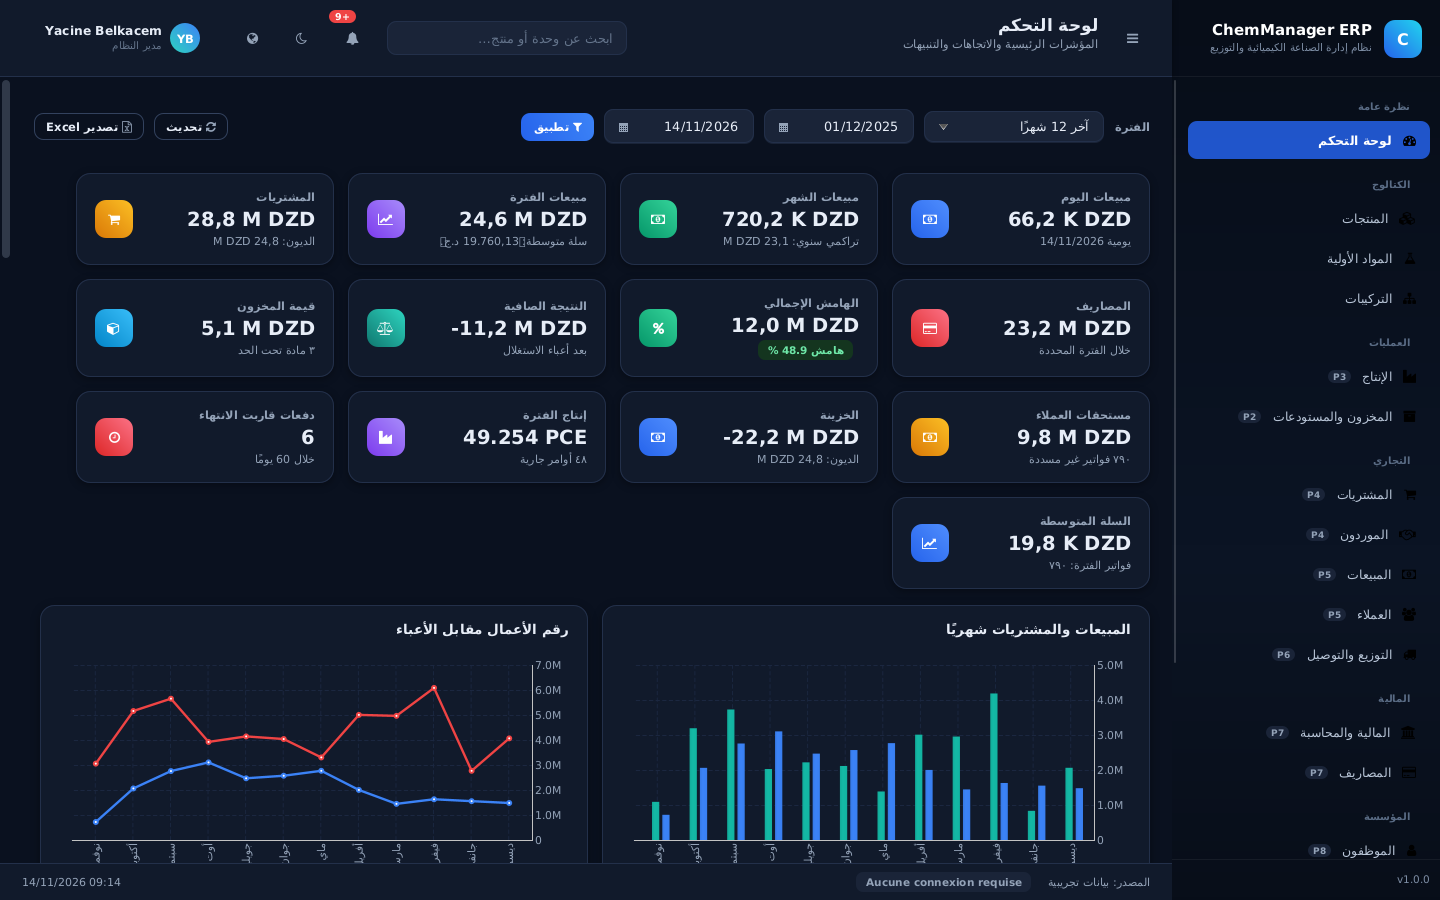 ChemManager ERP
نظام إدارة الصناعة الكيميائية والتوزيع
C
نظرة عامة
لوحة التحكم
الكتالوج
المنتجات
المواد الأولية
التركيبات
العمليات
الإنتاج P3
المخزون والمستودعات P2
التجاري
المشتريات P4
الموردون P4
المبيعات P5
العملاء P5
التوزيع والتوصيل P6
المالية
المالية والمحاسبة P7
المصاريف P7
المؤسسة
الموظفون P8
v1.0.0
لوحة التحكم
المؤشرات الرئيسية والاتجاهات والتنبيهات
ابحث عن وحدة أو منتج...
9+
Yacine Belkacem
مدير النظام
YB
الفترة
آخر 12 شهرًا
01/12/2025
14/11/2026
تطبيق
تحديث
تصدير Excel
مبيعات اليوم
66,2 K DZD
يومية 14/11/2026
مبيعات الشهر
720,2 K DZD
تراكمي سنوي: 23,1 M DZD
مبيعات الفترة
24,6 M DZD
سلة متوسطة 19.760,13 د.ج
المشتريات
28,8 M DZD
الديون: 24,8 M DZD
المصاريف
23,2 M DZD
خلال الفترة المحددة
الهامش الإجمالي
12,0 M DZD
هامش 48.9 %
النتيجة الصافية
-11,2 M DZD
بعد أعباء الاستغلال
قيمة المخزون
5,1 M DZD
٣ مادة تحت الحد
مستحقات العملاء
9,8 M DZD
٧٩٠ فواتير غير مسددة
الخزينة
-22,2 M DZD
الديون: 24,8 M DZD
إنتاج الفترة
49.254 PCE
٤٨ أوامر جارية
دفعات قاربت الانتهاء
6
خلال 60 يومًا
السلة المتوسطة
19,8 K DZD
فواتير الفترة: ٧٩٠
المبيعات والمشتريات شهريًا
5.0M
4.0M
3.0M
2.0M
1.0M
0
رقم الأعمال مقابل الأعباء
7.0M
6.0M
5.0M
4.0M
3.0M
2.0M
1.0M
0
المصدر: بيانات تجريبية
Aucune connexion requise
14/11/2026 09:14